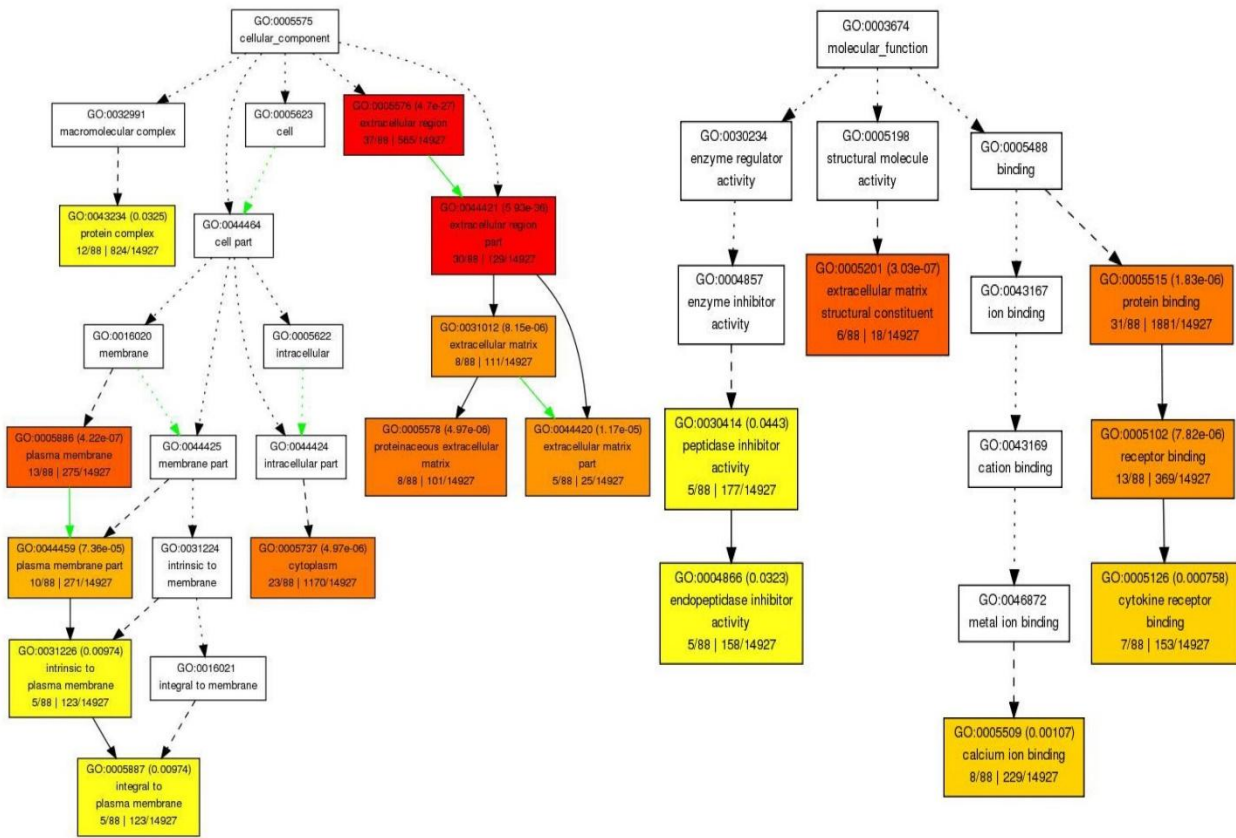 GO:0005575
cellular_component
GO:0032991
macromolecular complex
GO:0005623
cell
GO:0005576 (4.7e-27)
extracellular region
37/88 | 565/14927
GO:0043234 (0.0325)
protein complex
12/88 | 824/14927
GO:0044464
cell part
GO:0044421 (5.93e-36)
extracellular region
part
30/88 | 129/14927
GO:0016020
membrane
GO:0005622
intracellular
GO:0031012 (8.15e-06)
extracellular matrix
8/88 | 111/14927
GO:0005886 (4.22e-07)
plasma membrane
13/88 | 275/14927
GO:0044425
membrane part
GO:0044424
intracellular part
GO:0005578 (4.97e-06)
proteinaceous extracellular
matrix
8/88 | 101/14927
GO:0044420 (1.17e-05)
extracellular matrix
part
5/88 | 25/14927
GO:0044459 (7.36e-05)
plasma membrane part
10/88 | 271/14927
GO:0031224
intrinsic to
membrane
GO:0005737 (4.97e-06)
cytoplasm
23/88 | 1170/14927
GO:0031226 (0.00974)
intrinsic to
plasma membrane
5/88 | 123/14927
GO:0016021
integral to membrane
GO:0005887 (0.00974)
integral to
plasma membrane
5/88 | 123/14927
GO:0003674
molecular_function
GO:0030234
enzyme regulator
activity
GO:0005198
structural molecule
activity
GO:0005488
binding
GO:0004857
enzyme inhibitor
activity
GO:0005201 (3.03e-07)
extracellular matrix
structural constituent
6/88 | 18/14927
GO:0043167
ion binding
GO:0005515 (1.83e-06)
protein binding
31/88 | 1881/14927
GO:0030414 (0.0443)
peptidase inhibitor
activity
5/88 | 177/14927
GO:0043169
cation binding
GO:0005102 (7.82e-06)
receptor binding
13/88 | 369/14927
GO:0004866 (0.0323)
endopeptidase inhibitor
activity
5/88 | 158/14927
GO:0046872
metal ion binding
GO:0005126 (0.000758)
cytokine receptor
binding
7/88 | 153/14927
GO:0005509 (0.00107)
calcium ion binding
8/88 | 229/14927